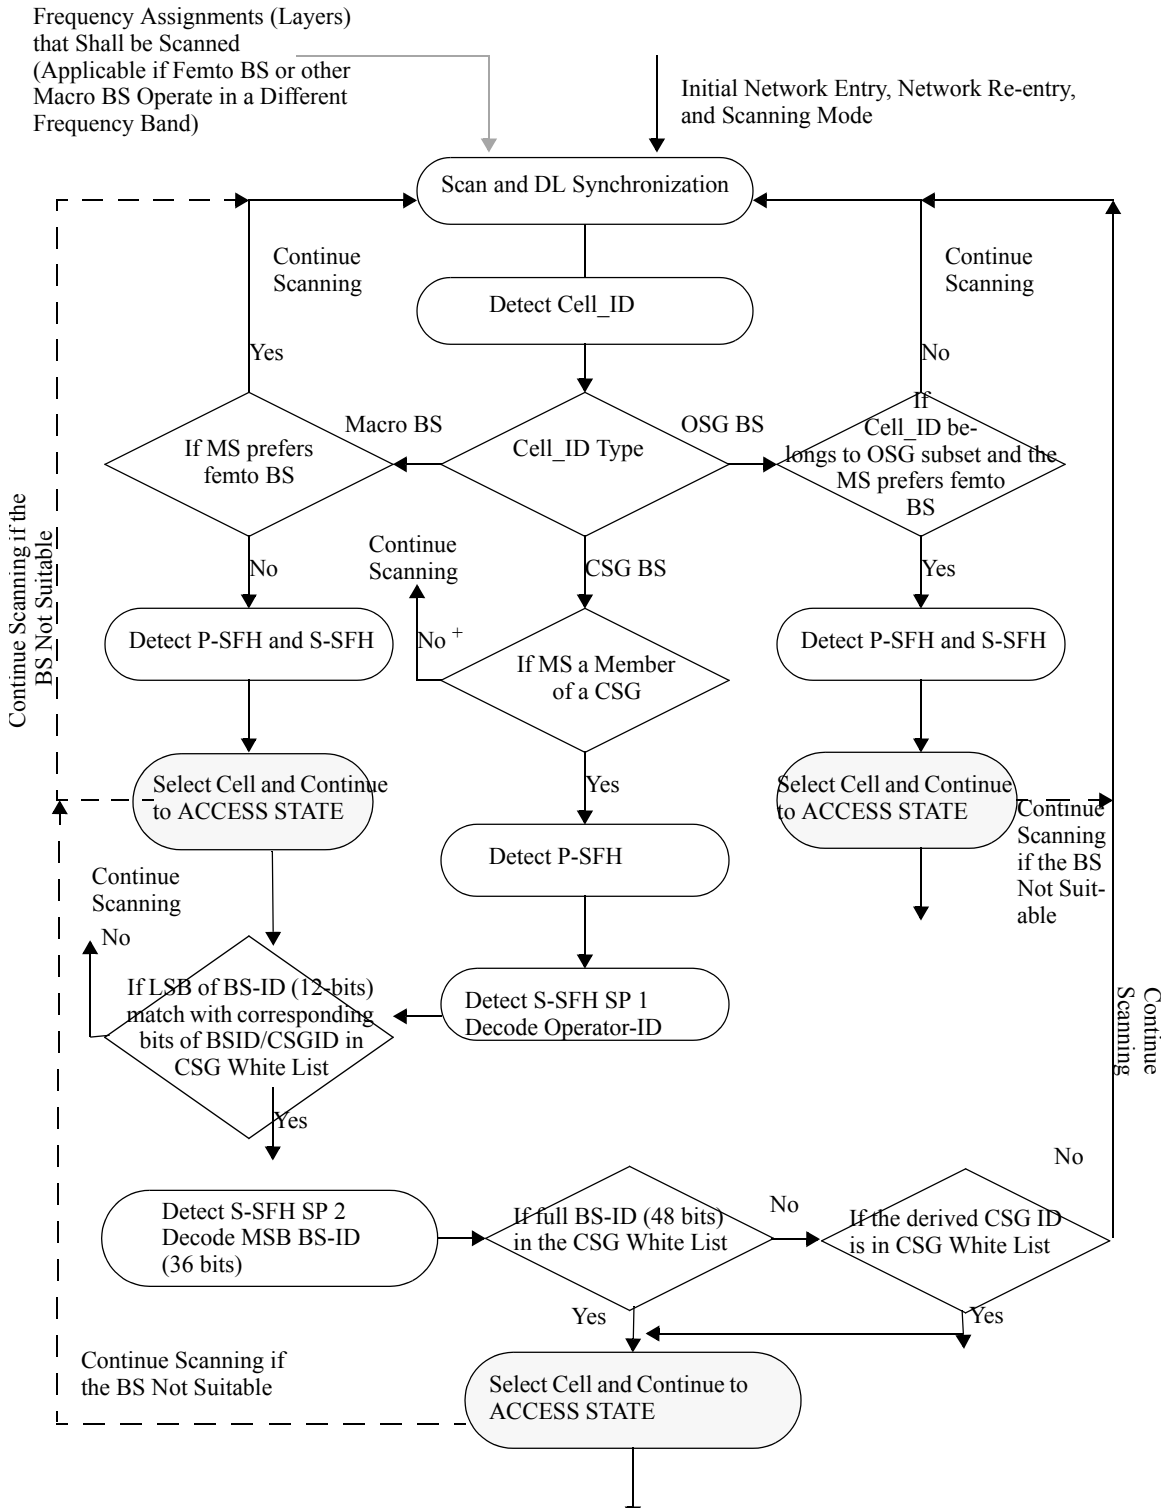 Frequency Assignments (Layers)
that Shall be Scanned
(Applicable if Femto BS or other
Macro BS Operate in a Different
Frequency Band)
Initial Network Entry, Network Re-entry,
and Scanning Mode
Scan and DL Synchronization
Continue
Scanning
Detect Cell_ID
Continue
Scanning
Yes
No
Macro BS
OSG BS
If MS prefers
femto BS
Cell_ID Type
If
Cell_ID be-
longs to OSG subset and the
MS prefers femto
BS
Continue Scanning if the
BS Not Suitable
No
Continue
Scanning
CSG BS
Yes
Detect P-SFH and S-SFH
No +
If MS a Member
of a CSG
Detect P-SFH and S-SFH
Select Cell and Continue
to ACCESS STATE
Yes
Select Cell and Continue
to ACCESS STATE
Continue
Scanning
if the BS
Not Suit-
able
Detect P-SFH
Continue
Scanning
No
If LSB of BS-ID (12-bits)
match with corresponding
bits of BSID/CSGID in
CSG White List
Detect S-SFH SP 1
Decode Operator-ID
Continue
Scanning
Yes
No
Detect S-SFH SP 2
Decode MSB BS-ID
(36 bits)
If full BS-ID (48 bits)
in the CSG White List
No
If the derived CSG ID
is in CSG White List
Yes
Yes
Continue Scanning if
the BS Not Suitable
Select Cell and Continue to
ACCESS STATE